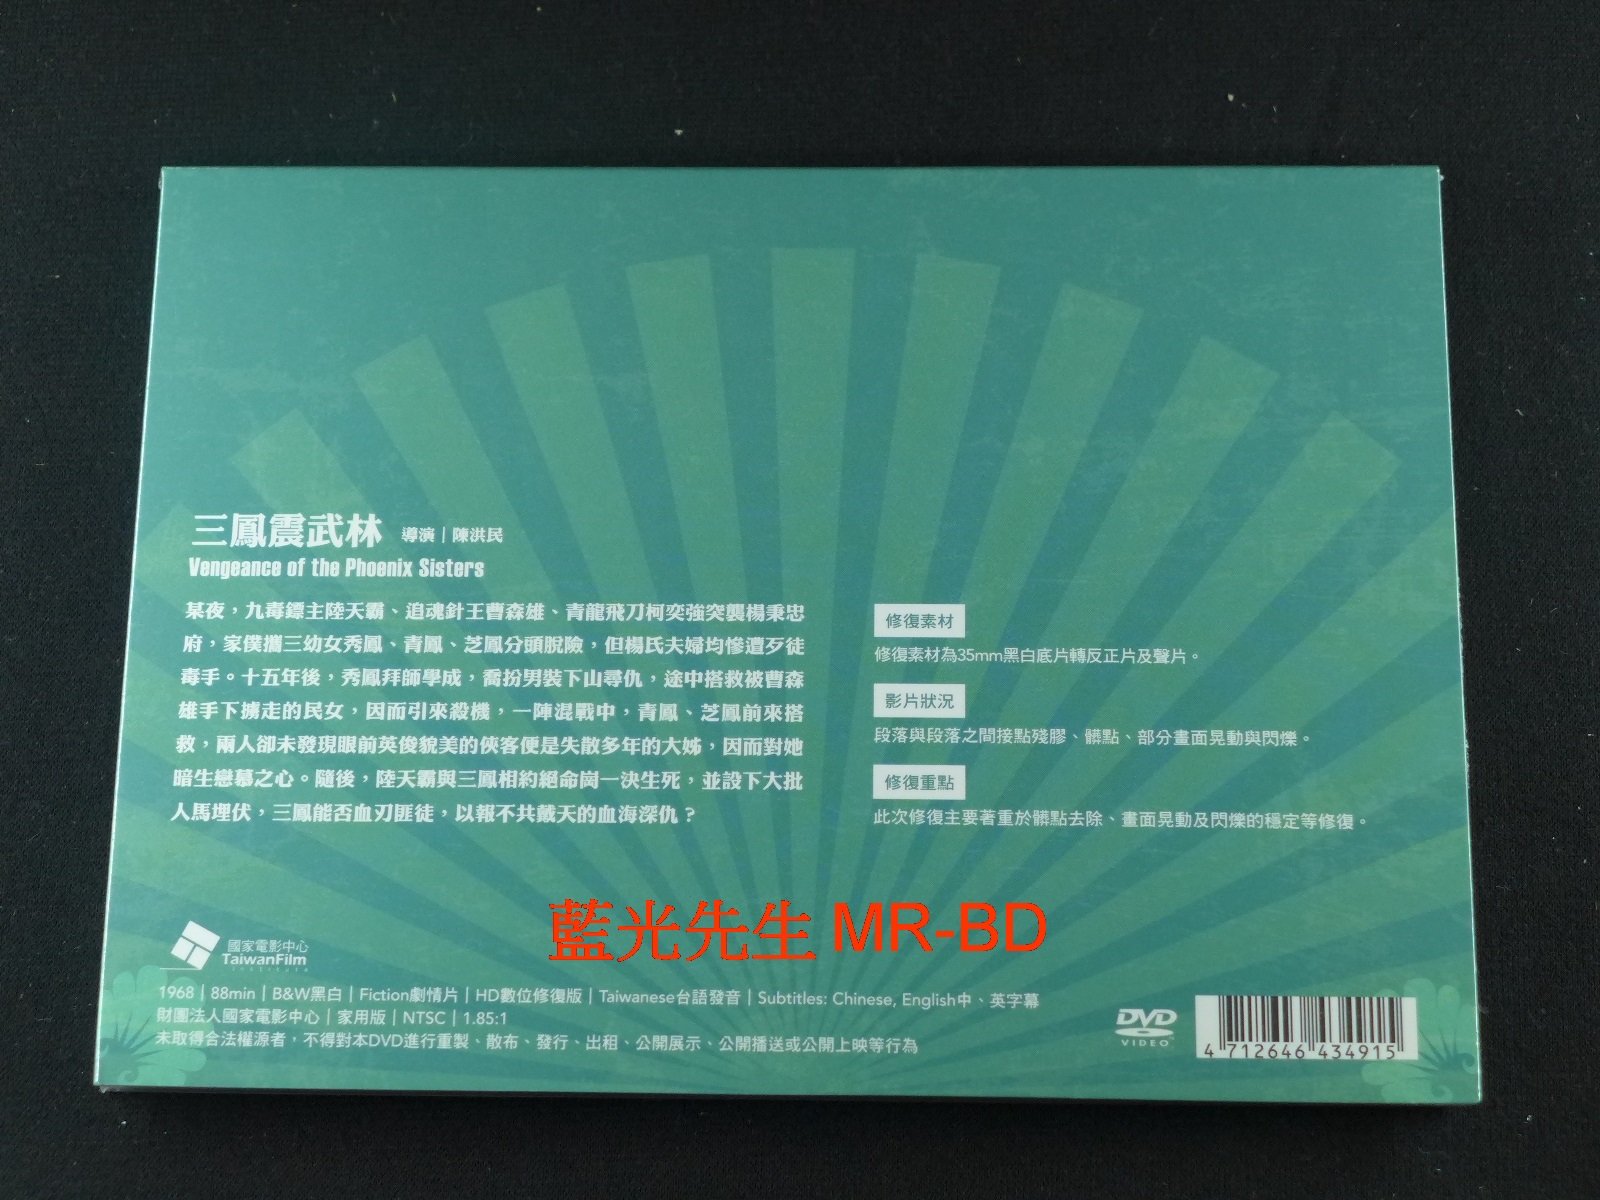 三鳳震武林 導演｜陳洪民
Vengeance of the Phoenix Sisters
某夜，九毒鏢主陸天霸、追魂針王曹森雄、青龍飛刀柯奕強突襲楊秉忠
府，家僕攜三幼女秀鳳、青鳳、芝鳳分頭脫險，但楊氏夫婦均慘遭歹徒
毒手。十五年後，秀鳳拜師學成，喬扮男裝下山尋仇，途中搭救被曹森
雄手下擄走的民女，因而引來殺機，一陣混戰中，青鳳、芝鳳前來搭
救，兩人卻未發現眼前英俊貌美的俠客便是失散多年的大姊，因而對她
暗生戀慕之心。隨後，陸天霸與三鳳相約絕命崗一決生死，並設下大批
人馬埋伏，三鳳能否血刃匪徒，以報不共戴天的血海深仇？
修復素材
修復素材為35mm黑白底片轉反正片及聲片。
影片狀況
段落與段落之間接點殘膠、髒點、部分畫面晃動與閃爍。
修復重點
此次修復主要著重於髒點去除、畫面晃動及閃爍的穩定等修復。
藍光先生 MR-BD
國家電影中心
TaiwanFilm
institute
1968｜88min｜B&W黑白｜Fiction劇情片｜HD數位修復版｜Taiwanese台語發音｜Subtitles: Chinese, English中、英字幕
財團法人國家電影中心｜家用版｜NTSC｜1.85:1
未取得合法權源者，不得對本DVD進行重製、散布、發行、出租、公開展示、公開播送或公開上映等行為
DVD
VIDEO
4 712646 434915